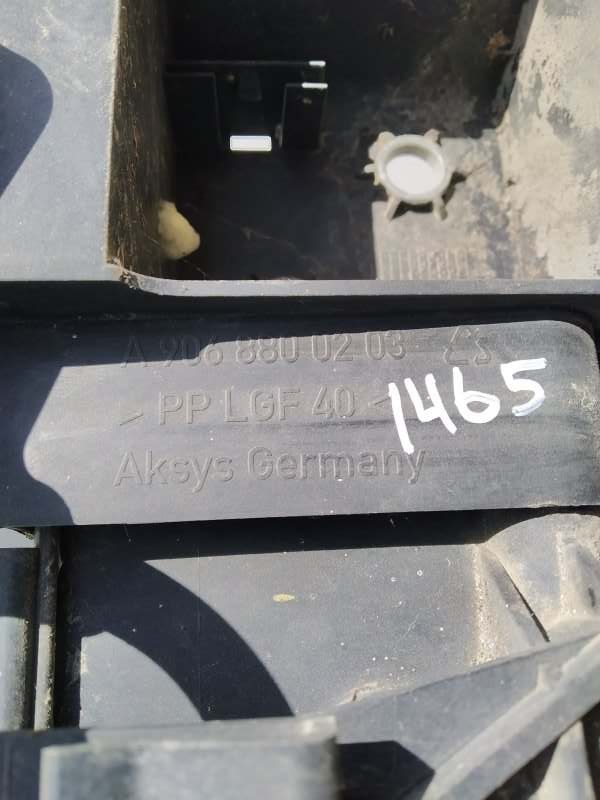 A 906 880 02 03
> PP LGF 40 <
1465
Aksys Germany